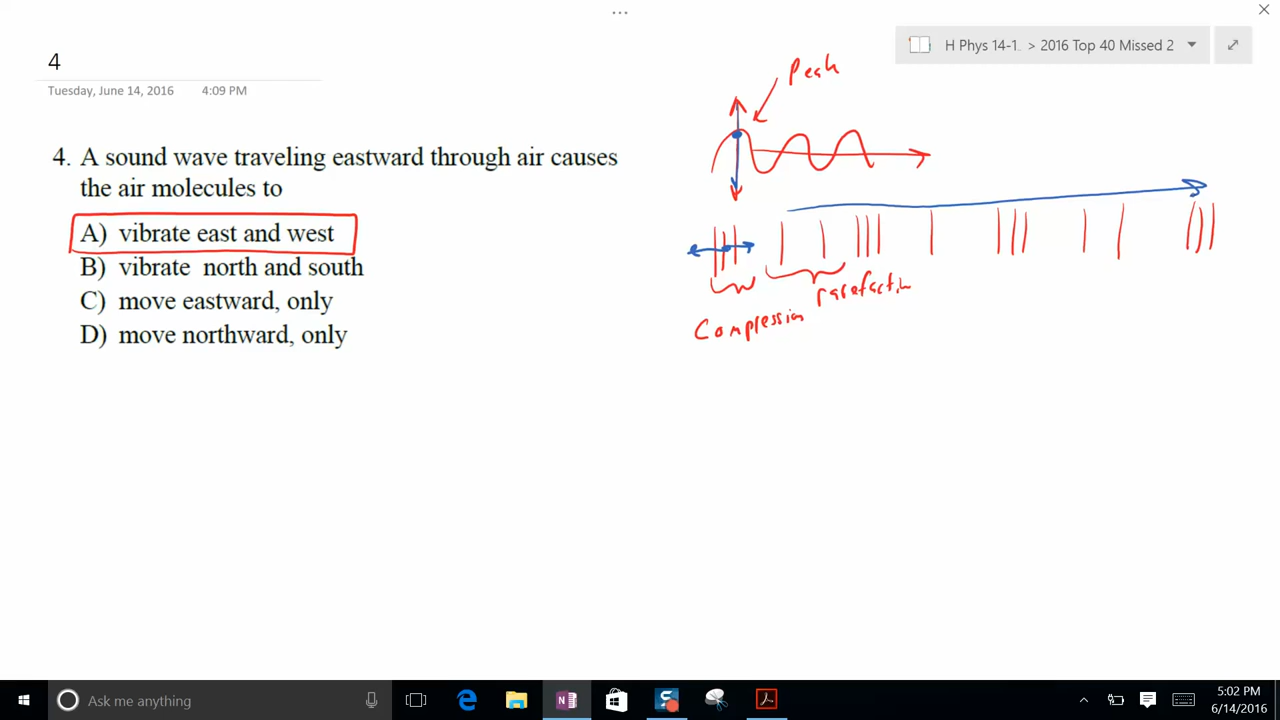 ...
H Phys 14-1. > 2016 Top 40 Missed 2
4
Tuesday, June 14, 2016 4:09 PM
Peak
4. A sound wave traveling eastward through air causes
the air molecules to
A) vibrate east and west
B) vibrate north and south
C) move eastward, only
D) move northward, only
rarefactin
Compression
Ask me anything
5:02 PM
6/14/2016